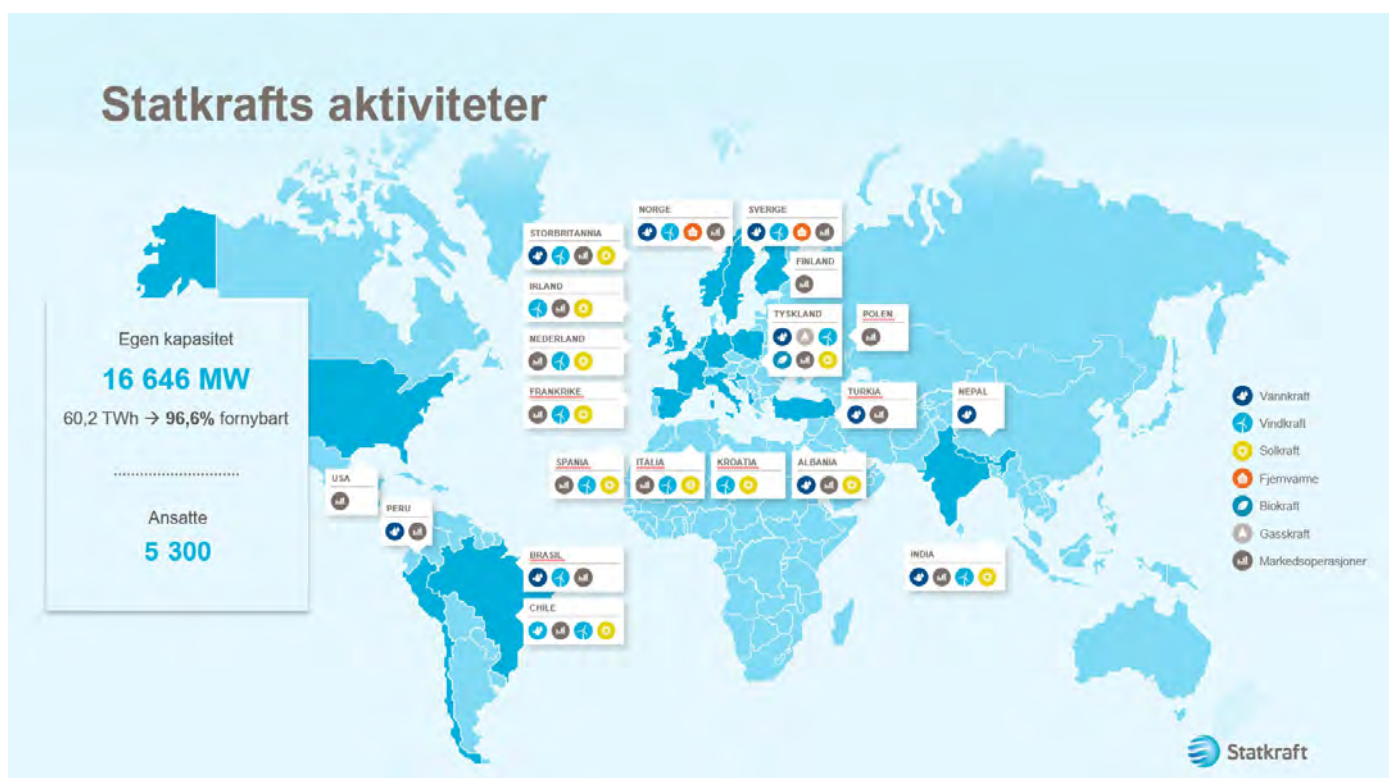 Statkrafts aktiviteter
NORGE
SVERIGE
STORBRITANNIA
FINLAND
IRLAND
TYSKLAND
POLEN
NEDERLAND
FRANKRIKE
TURKIA
NEPAL
SPANIA
ITALIA
KROATIA
ALBANIA
USA
PERU
BRASIL
INDIA
CHILE
Egen kapasitet
16 646 MW
60,2 TWh → 96,6% fornybart
Ansatte
5 300
Vannkraft
Vindkraft
Solkraft
Fjernvarme
Biokraft
Gasskraft
Markedsoperasjoner
Statkraft